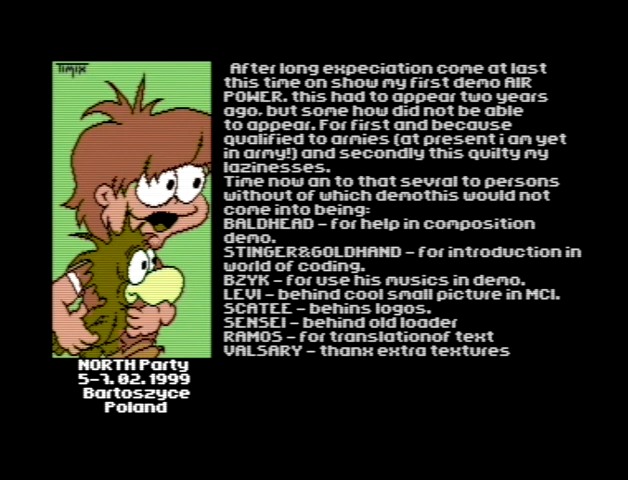 TIMIX
After long expeciation come at last
this time on show my first demo AIR
POWER. this had to appear two years
ago. but some how did not be able
to appear. For first and because
qualified to armies (at present i am yet
in army!) and secondly this quilty my
lazinesses.
Time now an to that sevral to persons
without of which demothis would not
come into being:
BALDHEAD - for help in composition
demo.
STINGER&GOLDHAND - for introduction in
world of coding.
BZYK - for use his musics in demo.
LEVI - behind cool small picture in MCI.
SCATEE - behins logos.
SENSEI - behind old loader
RAMOS - for translationof text
VALSARY - thanx extra textures
NORTH Party
5-7. 02. 1999
Bartoszyce
Poland